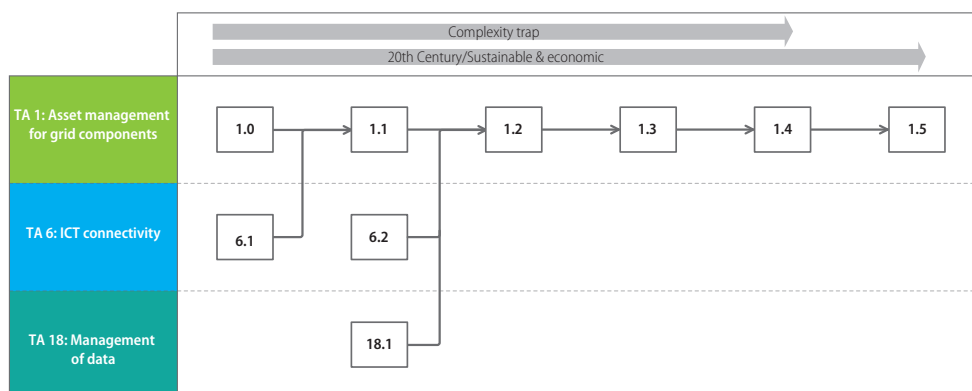 Complexity trap
20th Century/Sustainable & economic
TA 1: Asset management
for grid components
1.0
1.1
1.2
1.3
1.4
1.5
TA 6: ICT connectivity
6.1
6.2
TA 18: Management
of data
18.1